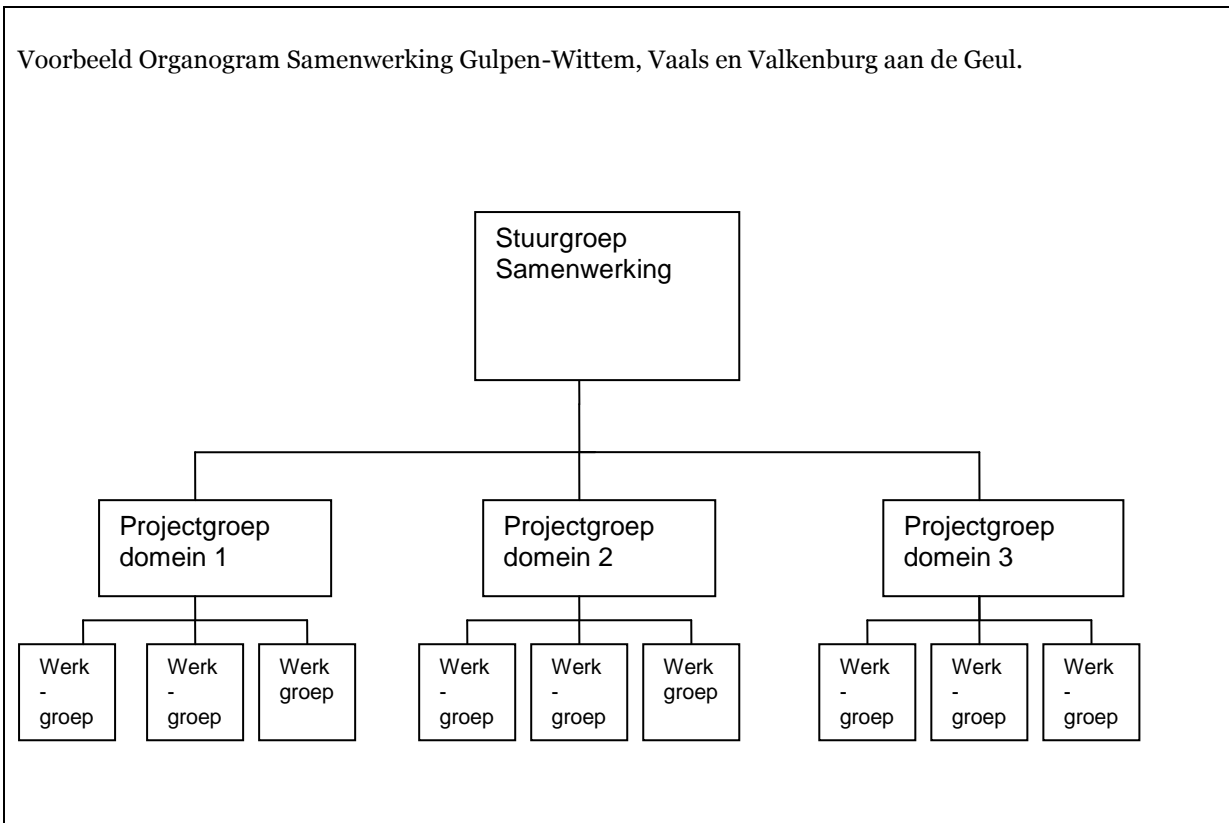 Voorbeeld Organogram Samenwerking Gulpen-Wittem, Vaals en Valkenburg aan de Geul.
Stuurgroep
Samenwerking
Projectgroep
domein 1
Projectgroep
domein 2
Projectgroep
domein 3
Werk
-
groep
Werk
-
groep
Werk
groep
Werk
-
groep
Werk
-
groep
Werk
groep
Werk
-
groep
Werk
-
groep
Werk
-
groep